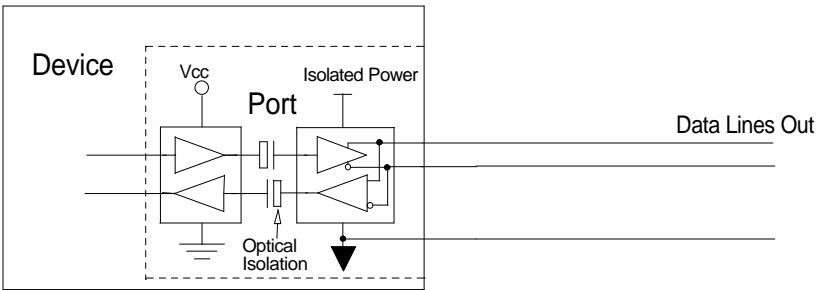 Device
Vcc
Isolated Power
Port
Data Lines Out
Optical
Isolation